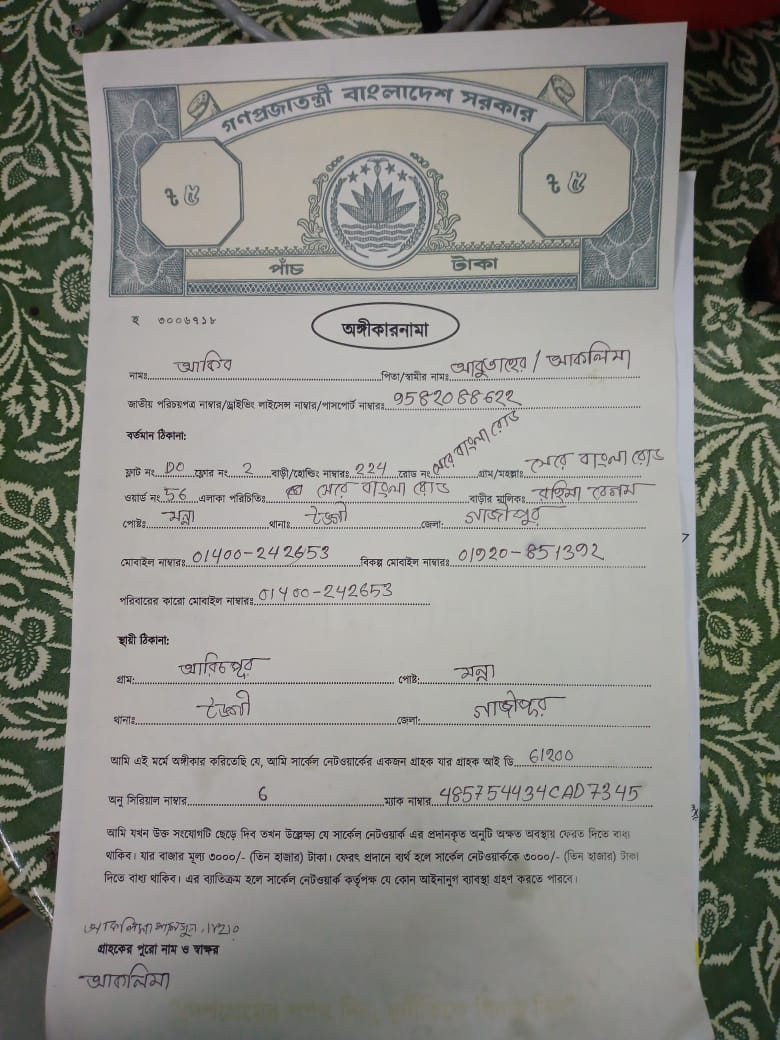 গণপ্রজাতন্ত্রী বাংলাদেশ সরকার
৳ ৫ ৳ ৫
পাঁচ টাকা
হ ৩০০৬৭১৮
অঙ্গীকারনামা
নামঃ আকিব পিতা/স্বামীর নামঃ আবুতাহের / আকলিমা
জাতীয় পরিচয়পত্র নাম্বার/ড্রাইভিং লাইসেন্স নাম্বার/পাসপোর্ট নাম্বারঃ 9582088622
বর্তমান ঠিকানা:
ফ্লাট নং D0 ফ্লোর নং 2 বাড়ী/হোল্ডিং নাম্বারঃ 224 রোড নং সেরে বাংলা রোড গ্রাম/মহল্লাঃ সেরে বাংলা রোড
ওয়ার্ড নং 56 এলাকা পরিচিতিঃ সেরে বাংলা রোড বাড়ীর মালিকঃ রহিমা বেগম
পোষ্টঃ মন্নু থানাঃ টঙ্গী জেলা: গাজীপুর
মোবাইল নাম্বারঃ 01400-242653 বিকল্প মোবাইল নাম্বারঃ 01920-851392
পরিবারের কারো মোবাইল নাম্বারঃ 01400-242653
স্থায়ী ঠিকানা:
গ্রাম: আরিচপুর পোষ্ট: মন্নু
থানাঃ টঙ্গী জেলা: গাজীপুর
আমি এই মর্মে অঙ্গীকার করিতেছি যে, আমি সার্কেল নেটওয়ার্কের একজন গ্রাহক যার গ্রাহক আই ডি 61200
অনু সিরিয়াল নাম্বার 6 ম্যাক নাম্বার 485754434CAD7345
আমি যখন উক্ত সংযোগটি ছেড়ে দিব তখন উল্লেক্ষ্য যে সার্কেল নেটওয়ার্ক এর প্রদানকৃত অনুটি অক্ষত অবস্থায় ফেরত দিতে বাধ্য
থাকিব। যার বাজার মূল্য ৩০০০/- (তিন হাজার) টাকা। ফেরৎ প্রদানে ব্যর্থ হলে সার্কেল নেটওয়ার্ককে ৩০০০/- (তিন হাজার) টাকা
দিতে বাধ্য থাকিব। এর ব্যতিক্রম হলে সার্কেল নেটওয়ার্ক কর্তৃপক্ষ যে কোন আইনানুগ ব্যাবস্থা গ্রহণ করতে পারবে।
আকলিমা
গ্রাহকের পুরো নাম ও স্বাক্ষর
আকলিমা